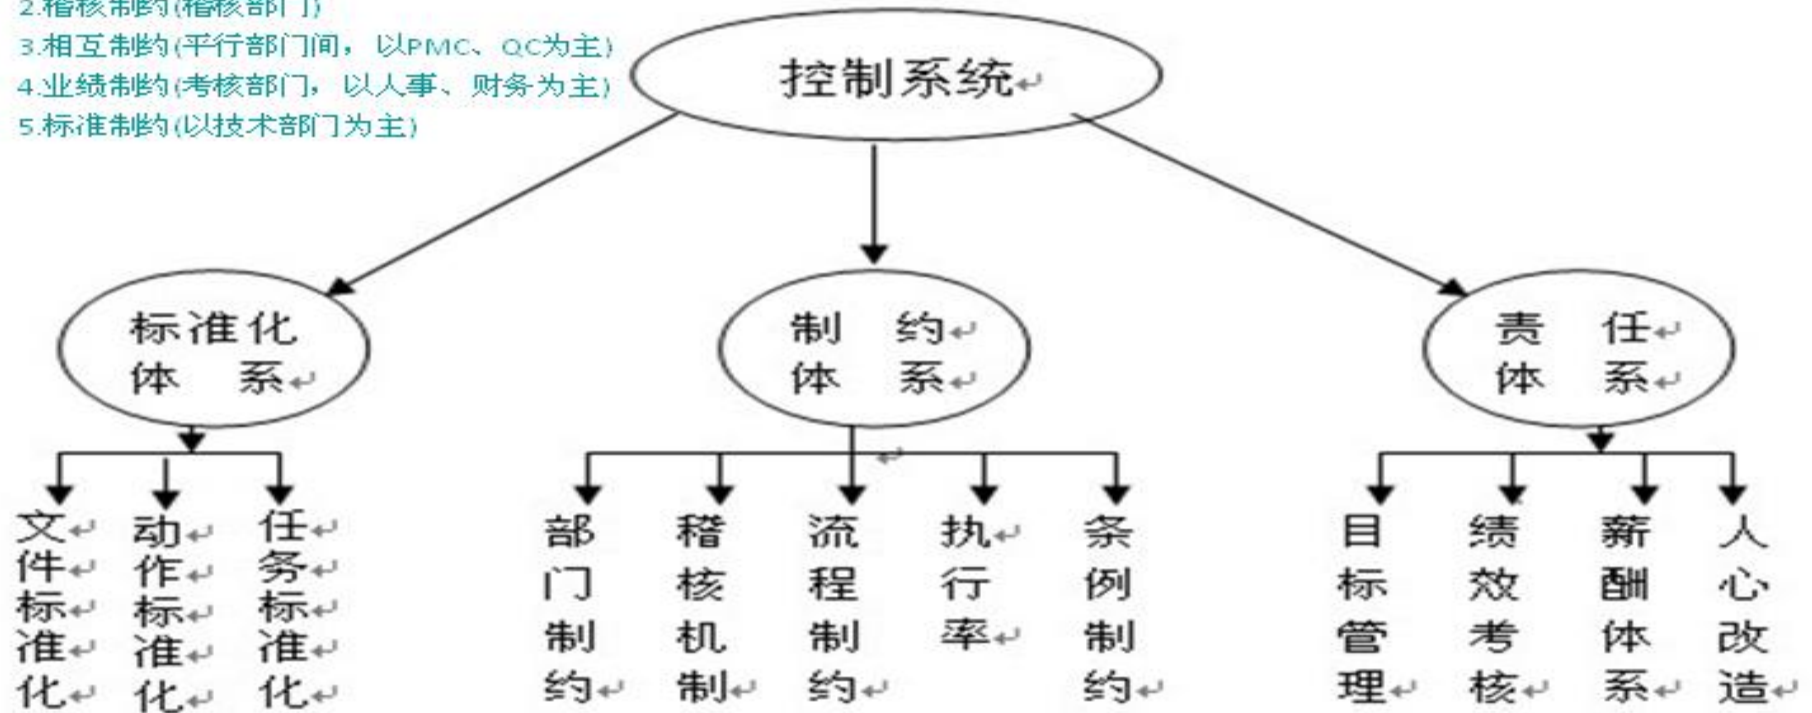 2.稽核制约(稽核部门)
3.相互制约(平行部门间，以PMC、QC为主)
4.业绩制约(考核部门，以人事、财务为主)
5.标准制约(以技术部门为主)
控制系统
标准化
体 系
制 约
体 系
责 任
体 系
文件标准化
动作标准化
任务标准化
部门制约
稽核机制
流程制约
执行率
条例制约
目标管理
绩效考核
薪酬体系
人心改造